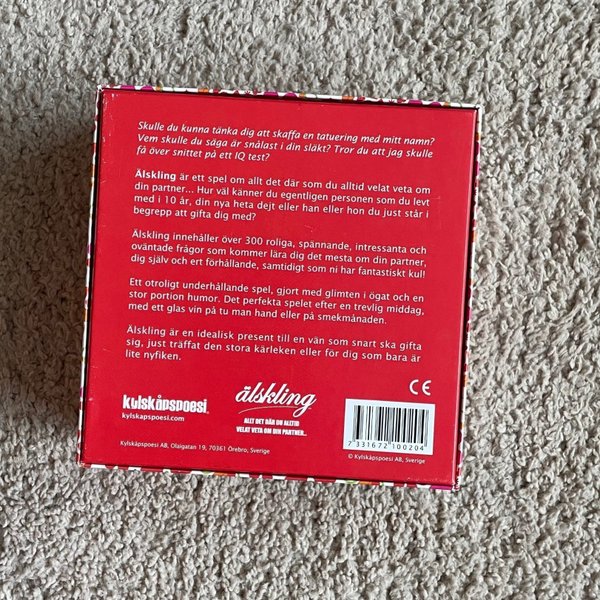 Skulle du kunna tänka dig att skaffa en tatuering med mitt namn?
Vem skulle du säga är snålast i din släkt? Tror du att jag skulle
få över snittet på ett IQ test?
Älskling är ett spel om allt det där som du alltid velat veta om
din partner... Hur väl känner du egentligen personen som du levt
med i 10 år, din nya heta dejt eller han eller hon du just står i
begrepp att gifta dig med?
Älskling innehåller över 300 roliga, spännande, intressanta och
oväntade frågor som kommer lära dig det mesta om din partner,
dig själv och ert förhållande, samtidigt som ni har fantastiskt kul!
Ett otroligt underhållande spel, gjort med glimten i ögat och en
stor portion humor. Det perfekta spelet efter en trevlig middag,
med ett glas vin på tu man hand eller på smekmånaden.
Älskling är en idealisk present till en vän som snart ska gifta
sig, just träffat den stora kärleken eller för dig som bara är
lite nyfiken.
kylskåpspoesi
kylskapspoesi.com
älskling
ALLT DET DÄR DU ALLTID
VELAT VETA OM DIN PARTNER...
CE
7 331672 100204
Kylskåpspoesi AB, Olaigatan 19, 70361 Örebro, Sverige
© Kylskåpspoesi AB, Sverige